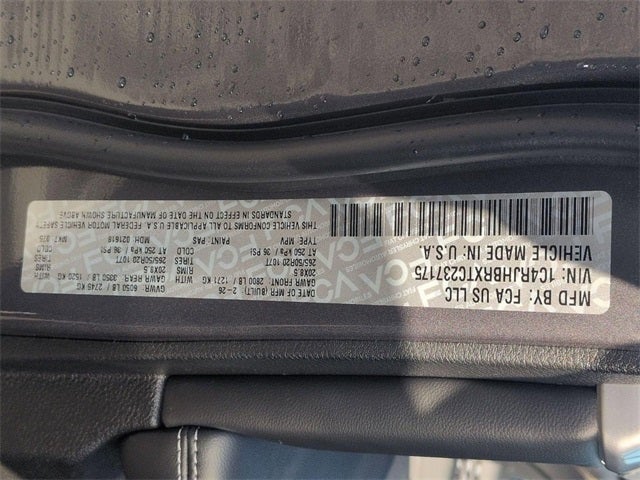 MFD BY: FCA US LLC
VIN: 1C4RJHBRXTC237175
VEHICLE MADE IN: U.S.A.
DATE OF MFR (BUILT): 2-26 GVWR: 6050 LB / KG
GAWR FRONT: 2800 LB / 1271 KG WITH GAWR REAR: 3350 LB / 1520 KG WITH
20X8.5 RIMS 20X8.5 RIMS
265/50R20 107T TIRES 265/50R20 107T TIRES
AT 250 kPa / 36 PSI COLD AT 250 kPa / 36 PSI COLD
TYPE: MPV PAINT: PAS MDH: MKT: 975
THIS VEHICLE CONFORMS TO ALL APPLICABLE U.S.A. FEDERAL MOTOR VEHICLE SAFETY
STANDARDS IN EFFECT ON THE DATE OF MANUFACTURE SHOWN ABOVE